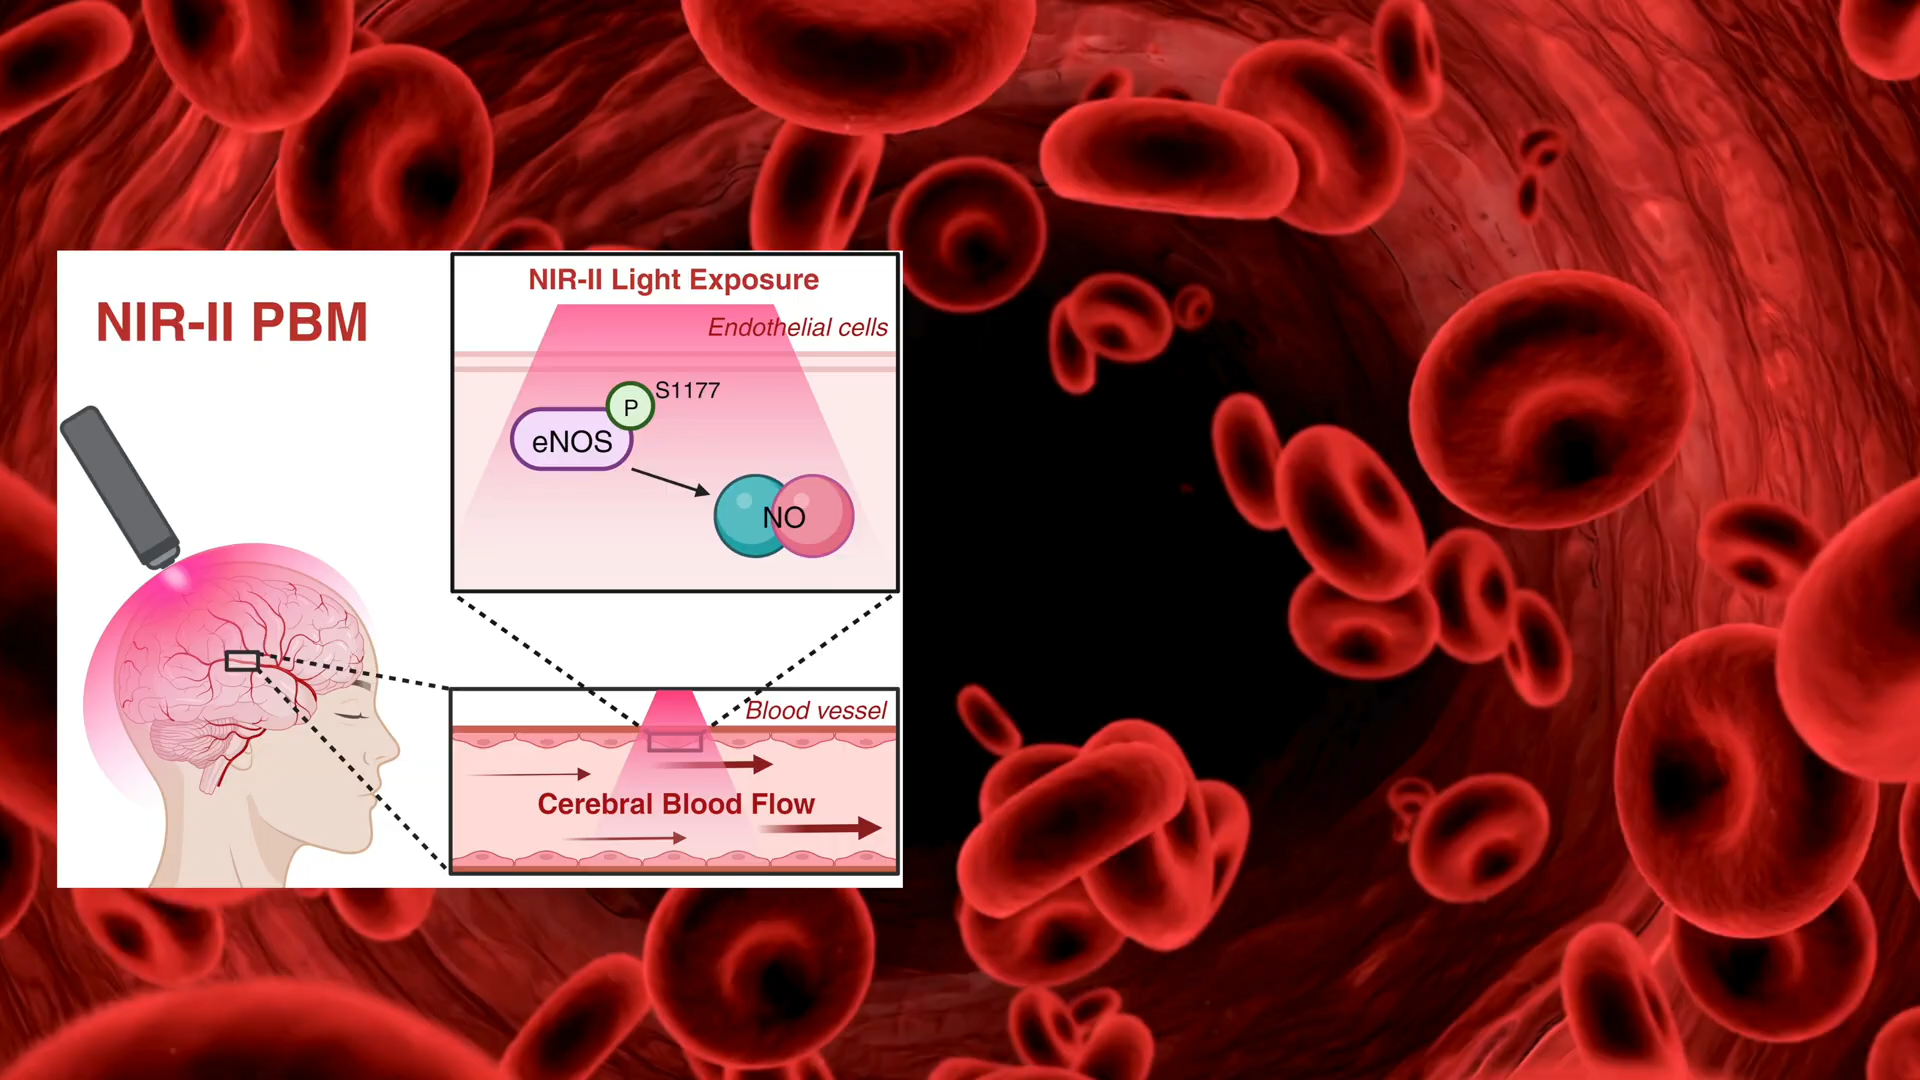 NIR-II PBM
NIR-II Light Exposure
Endothelial cells
P
S1177
eNOS
NO
Blood vessel
Cerebral Blood Flow